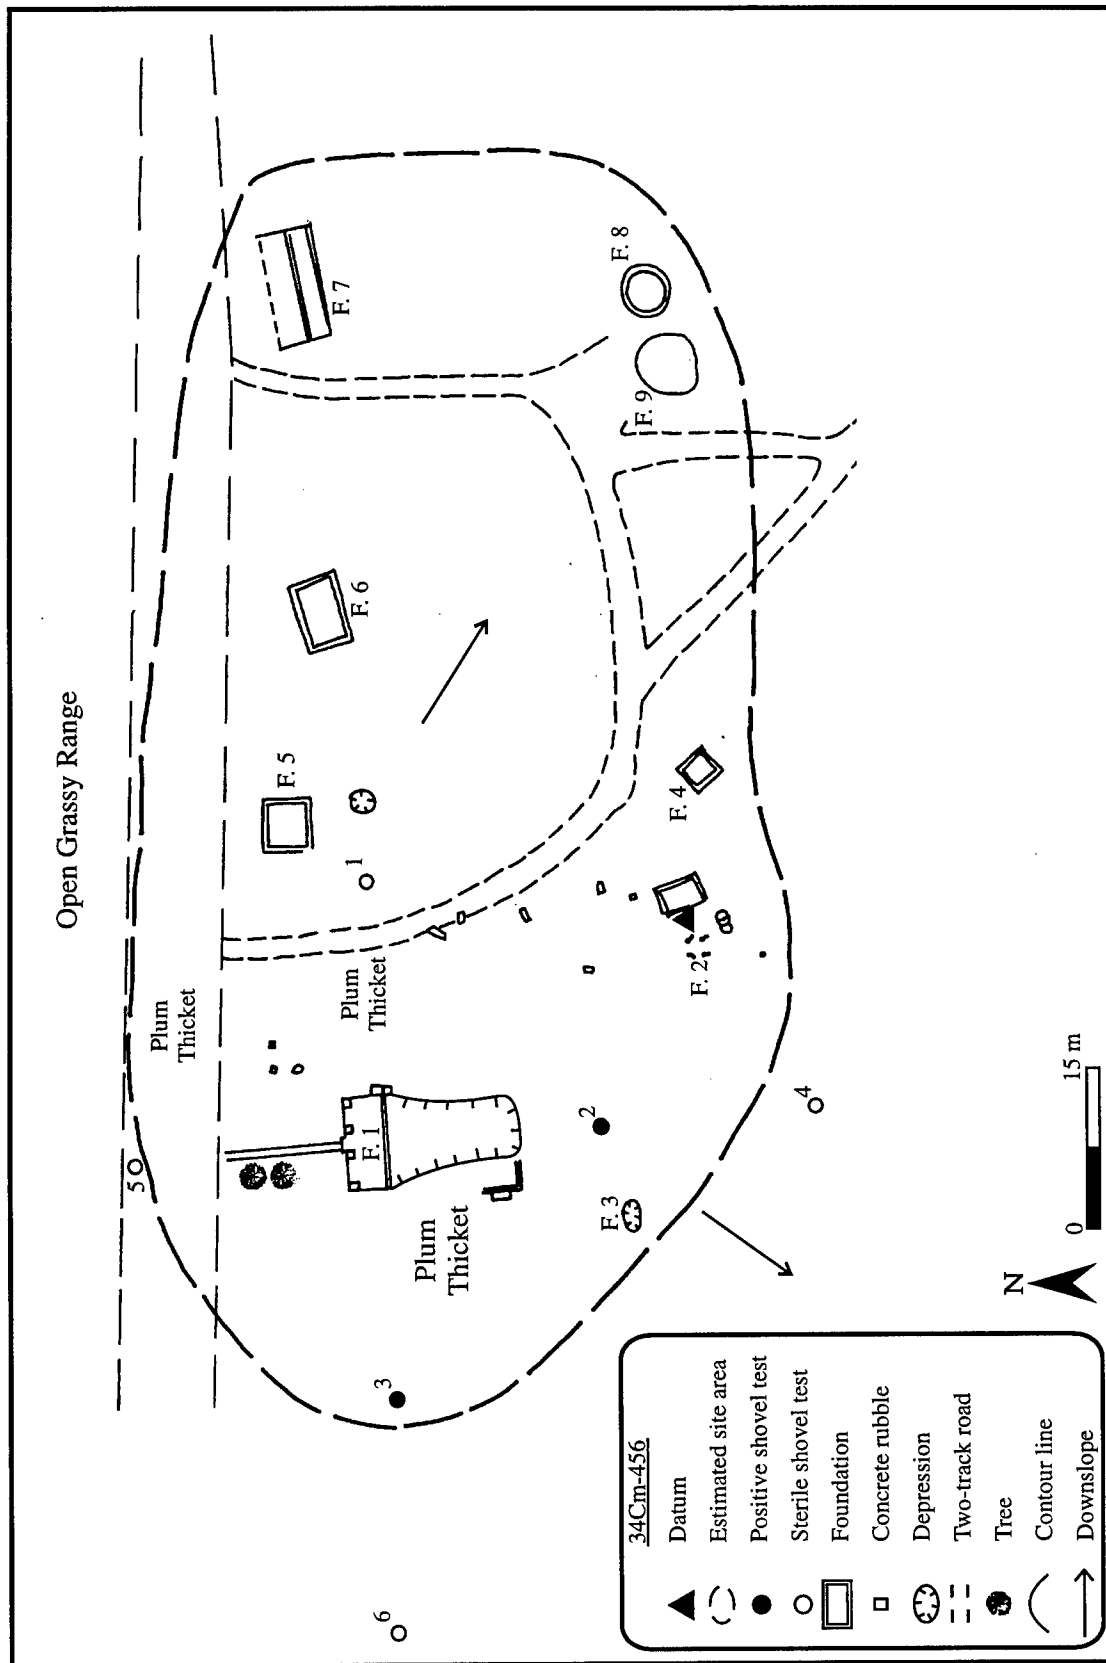 Open Grassy Range
Plum
Thicket
Plum
Thicket
Plum
Thicket
F. 1
F. 2
F. 3
F. 4
F. 5
F. 6
F. 7
F. 8
F. 9
1
2
3
4
5
6
N
0
15 m
34Cm-456
Datum
Estimated site area
Positive shovel test
Sterile shovel test
Foundation
Concrete rubble
Depression
Two-track road
Tree
Contour line
Downslope